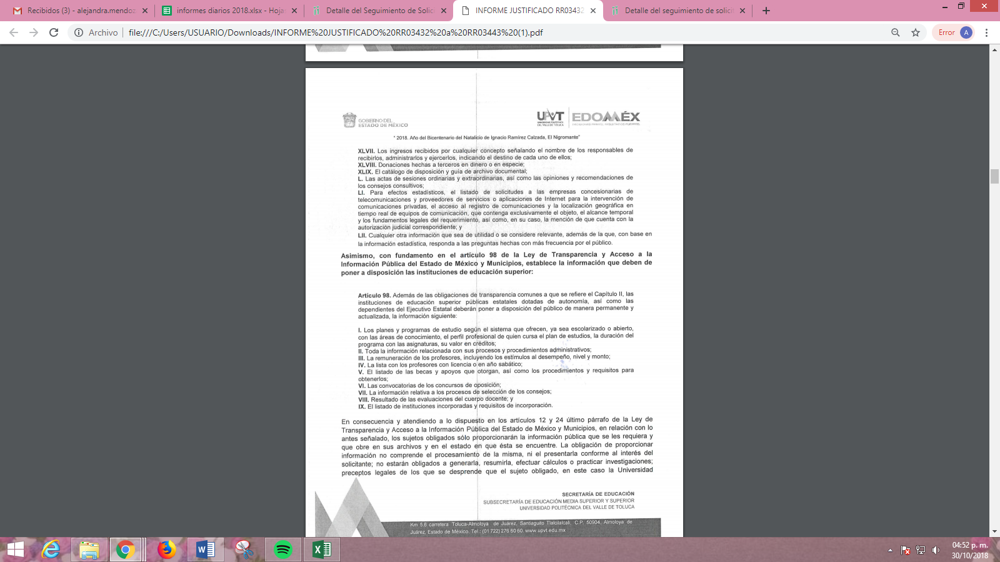 Recibidos (3) - alejandra.mendoz
informes diarios 2018.xlsx - Hoja
Detalle del Seguimiento de Solic
INFORME JUSTIFICADO RR03432
Detalle del seguimiento de solicit
Archivo
file:///C:/Users/USUARIO/Downloads/INFORME%20JUSTIFICADO%20RR03432%20a%20RR03443%20(1).pdf
Error
A
GOBIERNO DEL
ESTADO DE MÉXICO
UPVT
UNIVERSIDAD POLITÉCNICA
DEL VALLE DE TOLUCA
EDOMÉX
DECISIONES FIRMES, RESULTADOS FUERTES.
" 2018. Año del Bicentenario del Natalicio de Ignacio Ramírez Calzada, El Nigromante"
XLVII. Los ingresos recibidos por cualquier concepto señalando el nombre de los responsables de
recibirlos, administrarlos y ejercerlos, indicando el destino de cada uno de ellos;
XLVIII. Donaciones hechas a terceros en dinero o en especie;
XLIX. El catálogo de disposición y guía de archivo documental;
L. Las actas de sesiones ordinarias y extraordinarias, así como las opiniones y recomendaciones de
los consejos consultivos;
LI. Para efectos estadísticos, el listado de solicitudes a las empresas concesionarias de
telecomunicaciones y proveedores de servicios o aplicaciones de Internet para la intervención de
comunicaciones privadas, el acceso al registro de comunicaciones y la localización geográfica en
tiempo real de equipos de comunicación, que contenga exclusivamente el objeto, el alcance temporal
y los fundamentos legales del requerimiento, así como, en su caso, la mención de que cuenta con la
autorización judicial correspondiente; y
LII. Cualquier otra información que sea de utilidad o se considere relevante, además de la que, con base en
la información estadística, responda a las preguntas hechas con más frecuencia por el público.
Asimismo, con fundamento en el artículo 98 de la Ley de Transparencia y Acceso a la
Información Pública del Estado de México y Municipios, establece la información que deben de
poner a disposición las instituciones de educación superior:
Artículo 98. Además de las obligaciones de transparencia comunes a que se refiere el Capítulo II, las
instituciones de educación superior públicas estatales dotadas de autonomía, así como las
dependientes del Ejecutivo Estatal deberán poner a disposición del público de manera permanente y
actualizada, la información siguiente:
I. Los planes y programas de estudio según el sistema que ofrecen, ya sea escolarizado o abierto,
con las áreas de conocimiento, el perfil profesional de quien cursa el plan de estudios, la duración del
programa con las asignaturas, su valor en créditos;
II. Toda la información relacionada con sus procesos y procedimientos administrativos;
III. La remuneración de los profesores, incluyendo los estímulos al desempeño, nivel y monto;
IV. La lista con los profesores con licencia o en año sabático;
V. El listado de las becas y apoyos que otorgan, así como los procedimientos y requisitos para
obtenerlos;
VI. Las convocatorias de los concursos de oposición;
VII. La información relativa a los procesos de selección de los consejos;
VIII. Resultado de las evaluaciones del cuerpo docente; y
IX. El listado de instituciones incorporadas y requisitos de incorporación.
En consecuencia y atendiendo a lo dispuesto en los artículos 12 y 24 último párrafo de la Ley de
Transparencia y Acceso a la Información Pública del Estado de México y Municipios, en relación con lo
antes señalado, los sujetos obligados sólo proporcionarán la información pública que se les requiera y
que obre en sus archivos y en el estado en que ésta se encuentre. La obligación de proporcionar
información no comprende el procesamiento de la misma, ni el presentarla conforme al interés del
solicitante; no estarán obligados a generarla, resumirla, efectuar cálculos o practicar investigaciones;
preceptos legales de los que se desprende que el sujeto obligado, en este caso la Universidad
SECRETARÍA DE EDUCACIÓN
SUBSECRETARÍA DE EDUCACIÓN MEDIA SUPERIOR Y SUPERIOR
UNIVERSIDAD POLITÉCNICA DEL VALLE DE TOLUCA
Km 5.6 carretera Toluca-Almoloya de Juárez, Santiaguito Tlalcilalcali, C.P. 50904, Almoloya de
Juárez, Estado de México. Tel.: (01 722) 276 60 60. www.upvt.edu.mx
04:52 p. m.
30/10/2018